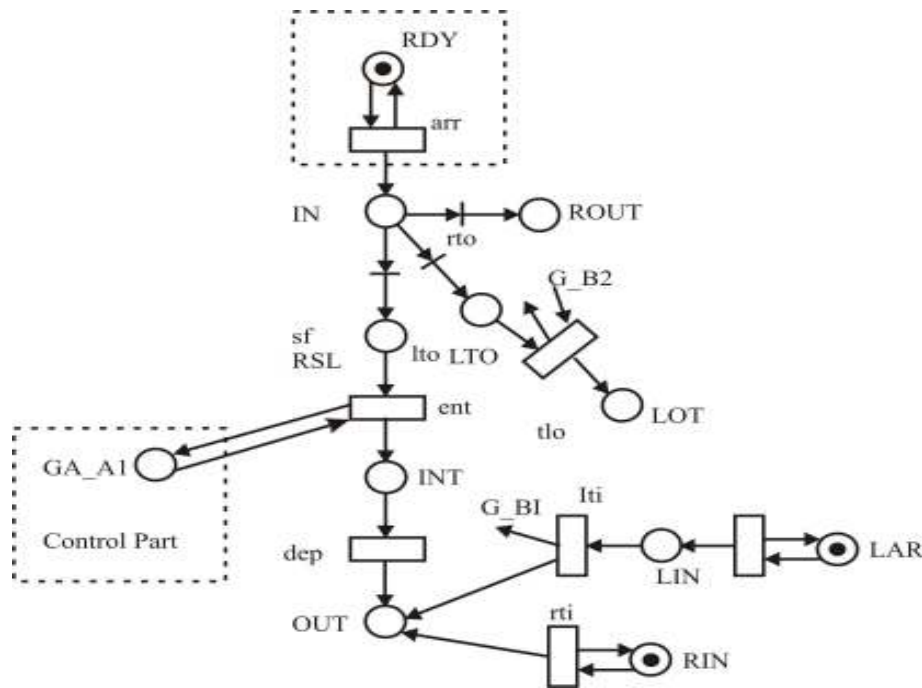 RDY
arr
IN
ROUT
rto
G_B2
sf
RSL
lto
LTO
ent
LOT
tlo
GA_A1
INT
Control Part
G_BI
Iti
dep
LIN
LAR
OUT
rti
RIN